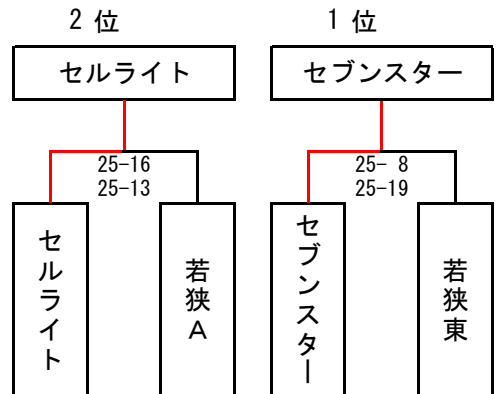 2 位
1 位
セルライト
セブンスター
25-16
25-13
25- 8
25-19
セルライト
若狭A
セブンスター
若狭東